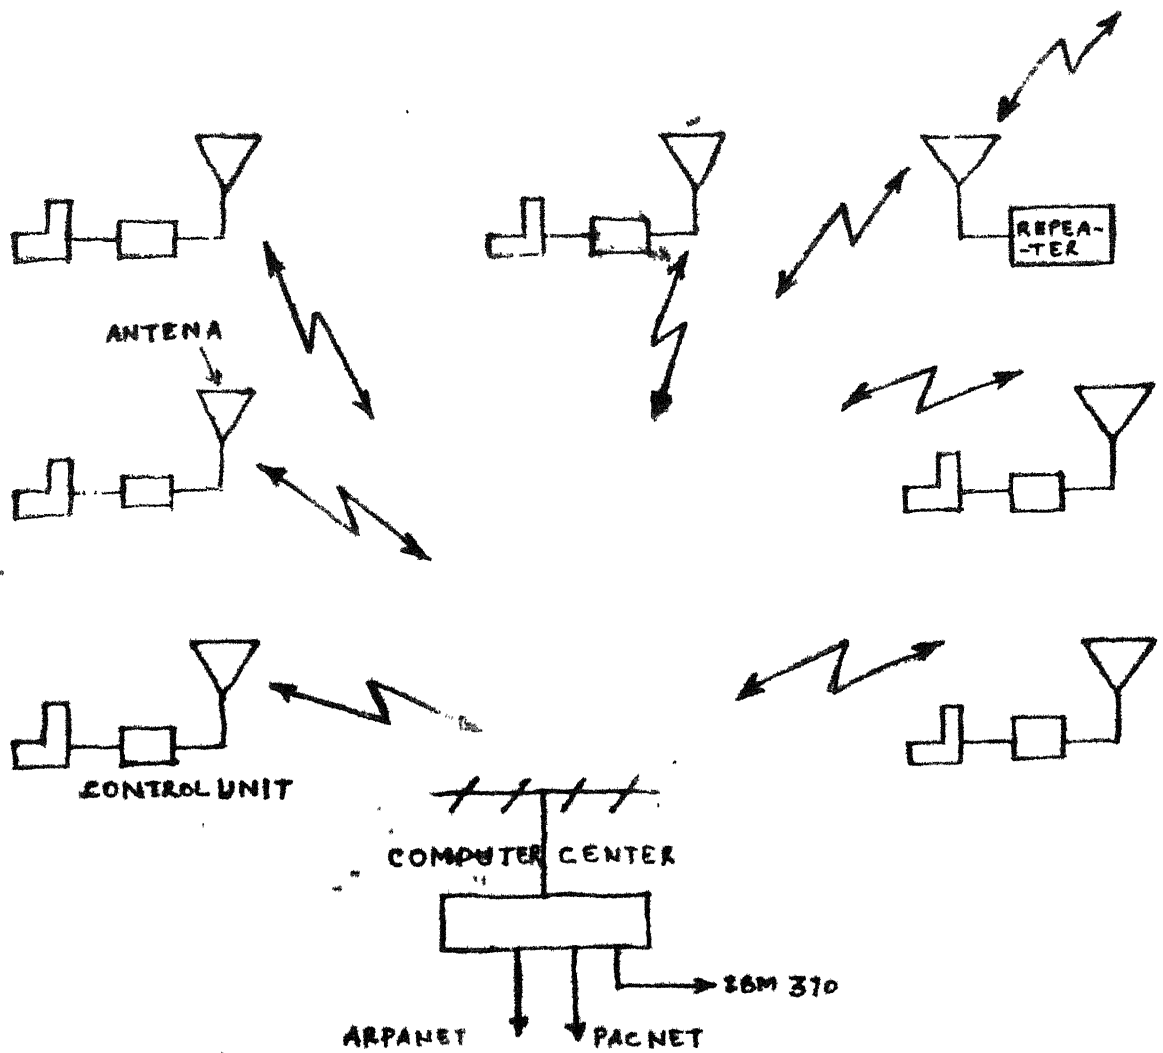 REPEA-
-TER
ANTENA
CONTROL UNIT
COMPUTER CENTER
IBM 370
ARPANET PACNET